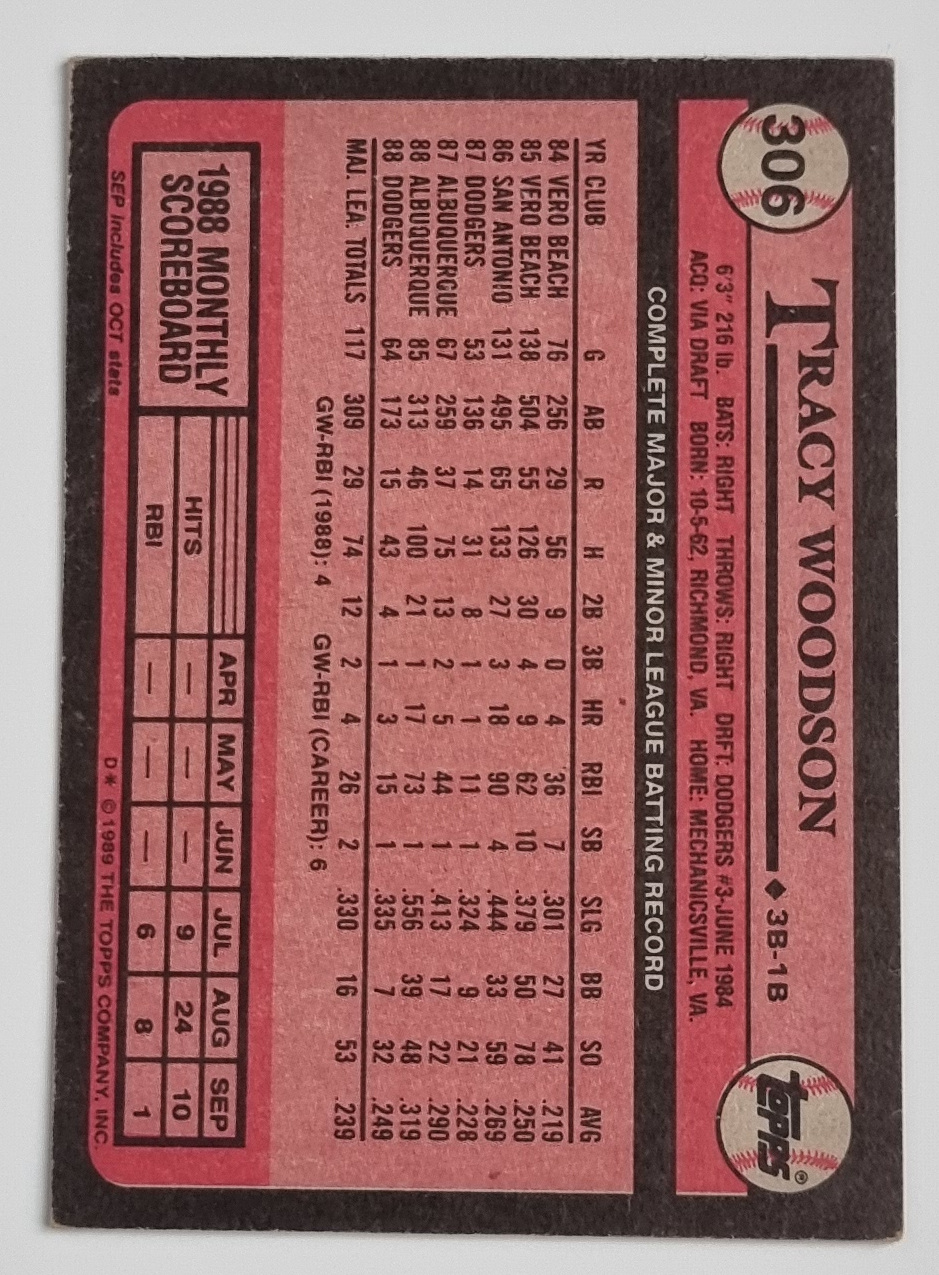 306
TRACY WOODSON ♦ 3B-1B
Topps®
6'3" 216 lb. BATS: RIGHT THROWS: RIGHT DRFT: DODGERS #3-JUNE 1984
ACQ: VIA DRAFT BORN: 10-5-62, RICHMOND, VA. HOME: MECHANICSVILLE, VA.
COMPLETE MAJOR & MINOR LEAGUE BATTING RECORD
YR CLUB G AB R H 2B 3B HR RBI SB SLG BB SO AVG
84 VERO BEACH 76 256 29 56 9 0 4 36 7 .301 27 41 .219
85 VERO BEACH 138 504 55 126 30 4 9 62 10 .379 50 78 .250
86 SAN ANTONIO 131 495 65 133 27 3 18 90 4 .444 33 59 .269
87 DODGERS 53 136 14 31 8 1 1 11 1 .324 9 21 .228
87 ALBUQUERQUE 67 259 37 75 13 2 5 44 1 .413 17 22 .290
88 ALBUQUERQUE 85 313 46 100 21 1 17 73 1 .556 39 48 .319
88 DODGERS 64 173 15 43 4 1 3 15 1 .335 7 32 .249
MAJ. LEA. TOTALS 117 309 29 74 12 2 4 26 2 .330 16 53 .239
GW-RBI (1988): 4 GW-RBI (CAREER): 6
1988 MONTHLY
SCOREBOARD
APR MAY JUN JUL AUG SEP
HITS — — — 9 24 10
RBI — — — 6 8 1
SEP includes OCT stats
D* © 1989 THE TOPPS COMPANY, INC.